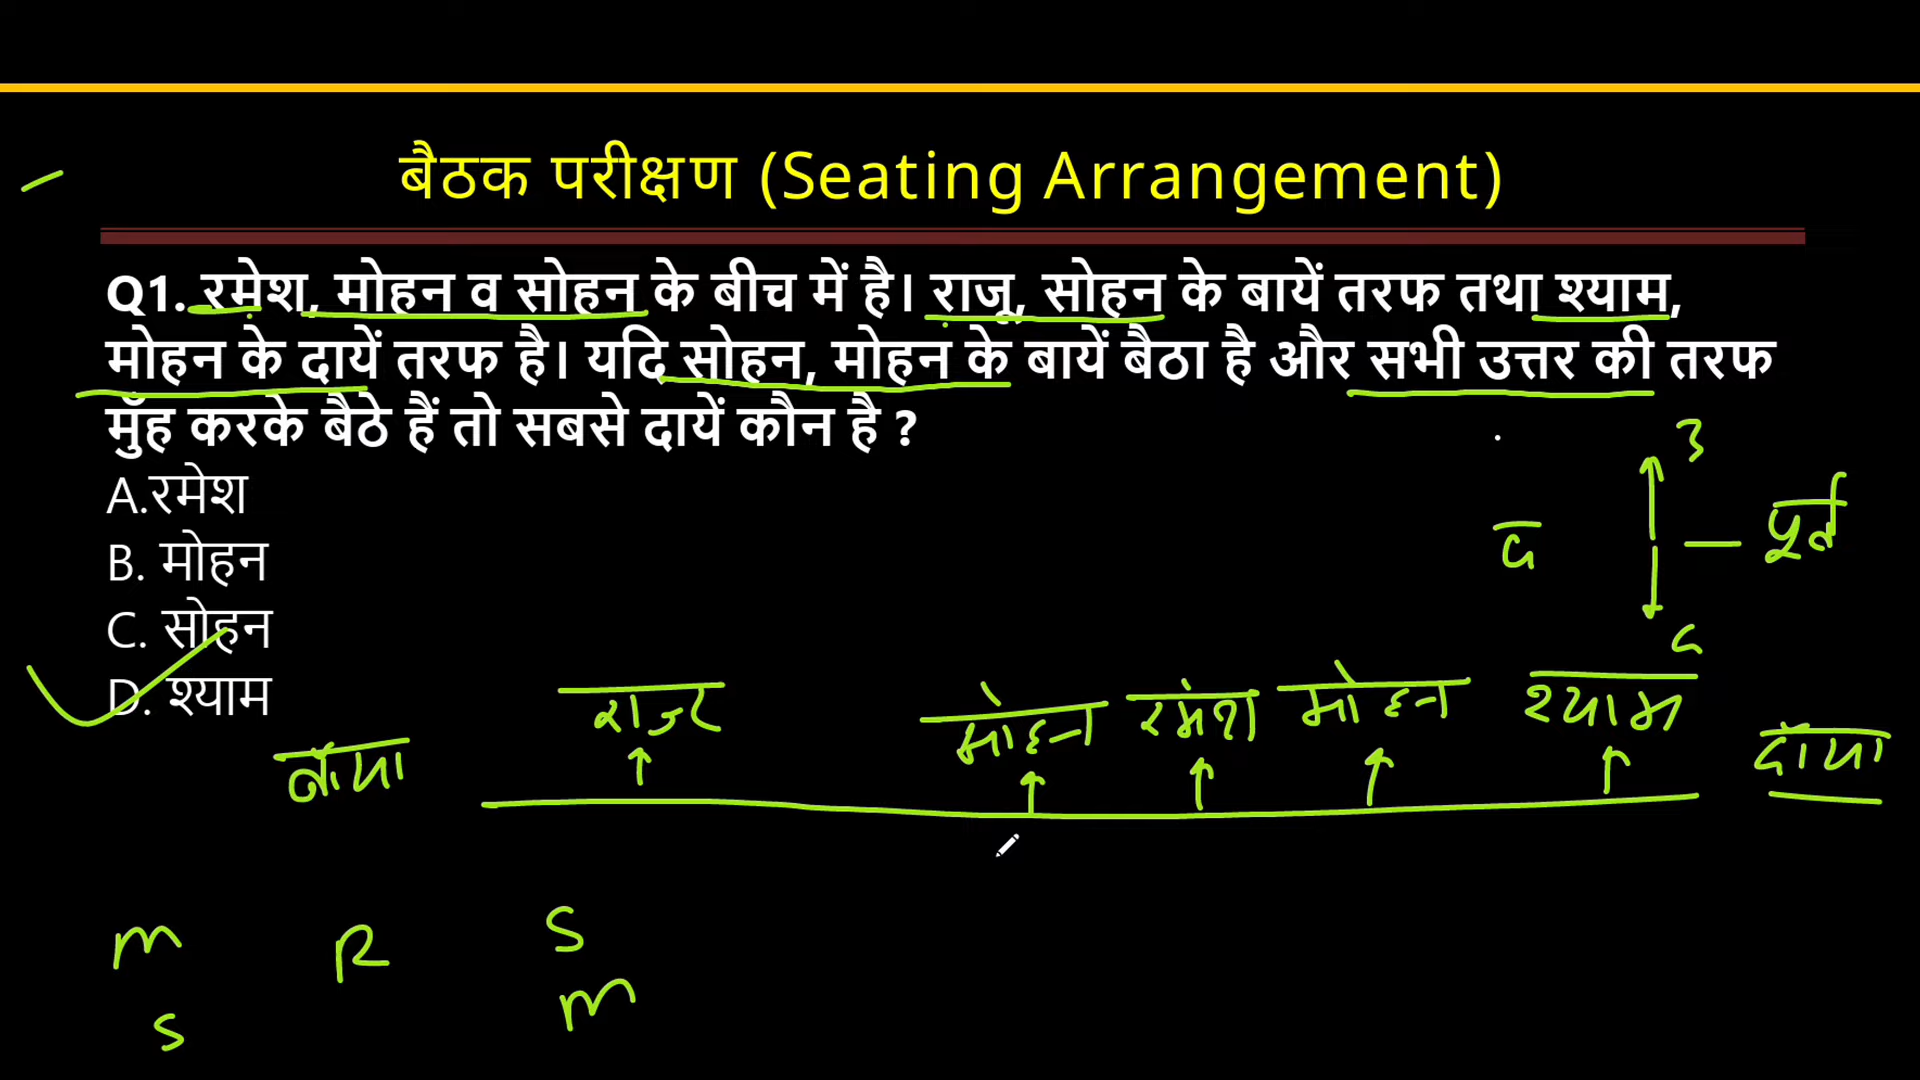 बैठक परीक्षण (Seating Arrangement)
Q1. रमेश, मोहन व सोहन के बीच में है। राजू, सोहन के बायें तरफ तथा श्याम,
मोहन के दायें तरफ है। यदि सोहन, मोहन के बायें बैठा है और सभी उत्तर की तरफ
मुँह करके बैठे हैं तो सबसे दायें कौन है ?
A.रमेश
B. मोहन
C. सोहन
D. श्याम
पूर्व
राजू सोहन रमेश मोहन श्याम
बाँया दाँया
m R S
S m